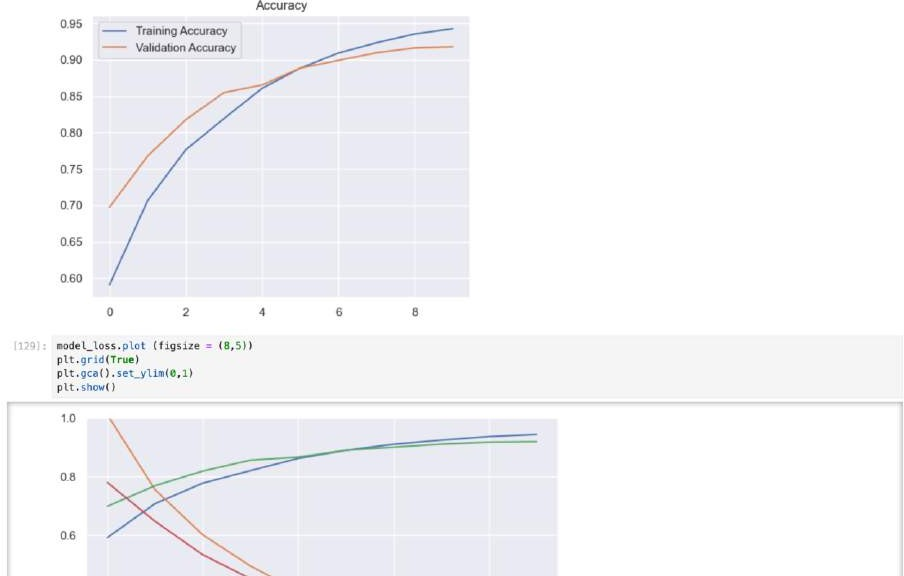 Accuracy
0.95
Training Accuracy
Validation Accuracy
0.90
0.85
0.80
0.75
0.70
0.65
0.60
0 2 4 6 8
[129]: model_loss.plot (figsize = (8,5))
plt.grid(True)
plt.gca().set_ylim(0,1)
plt.show()
1.0
0.8
0.6